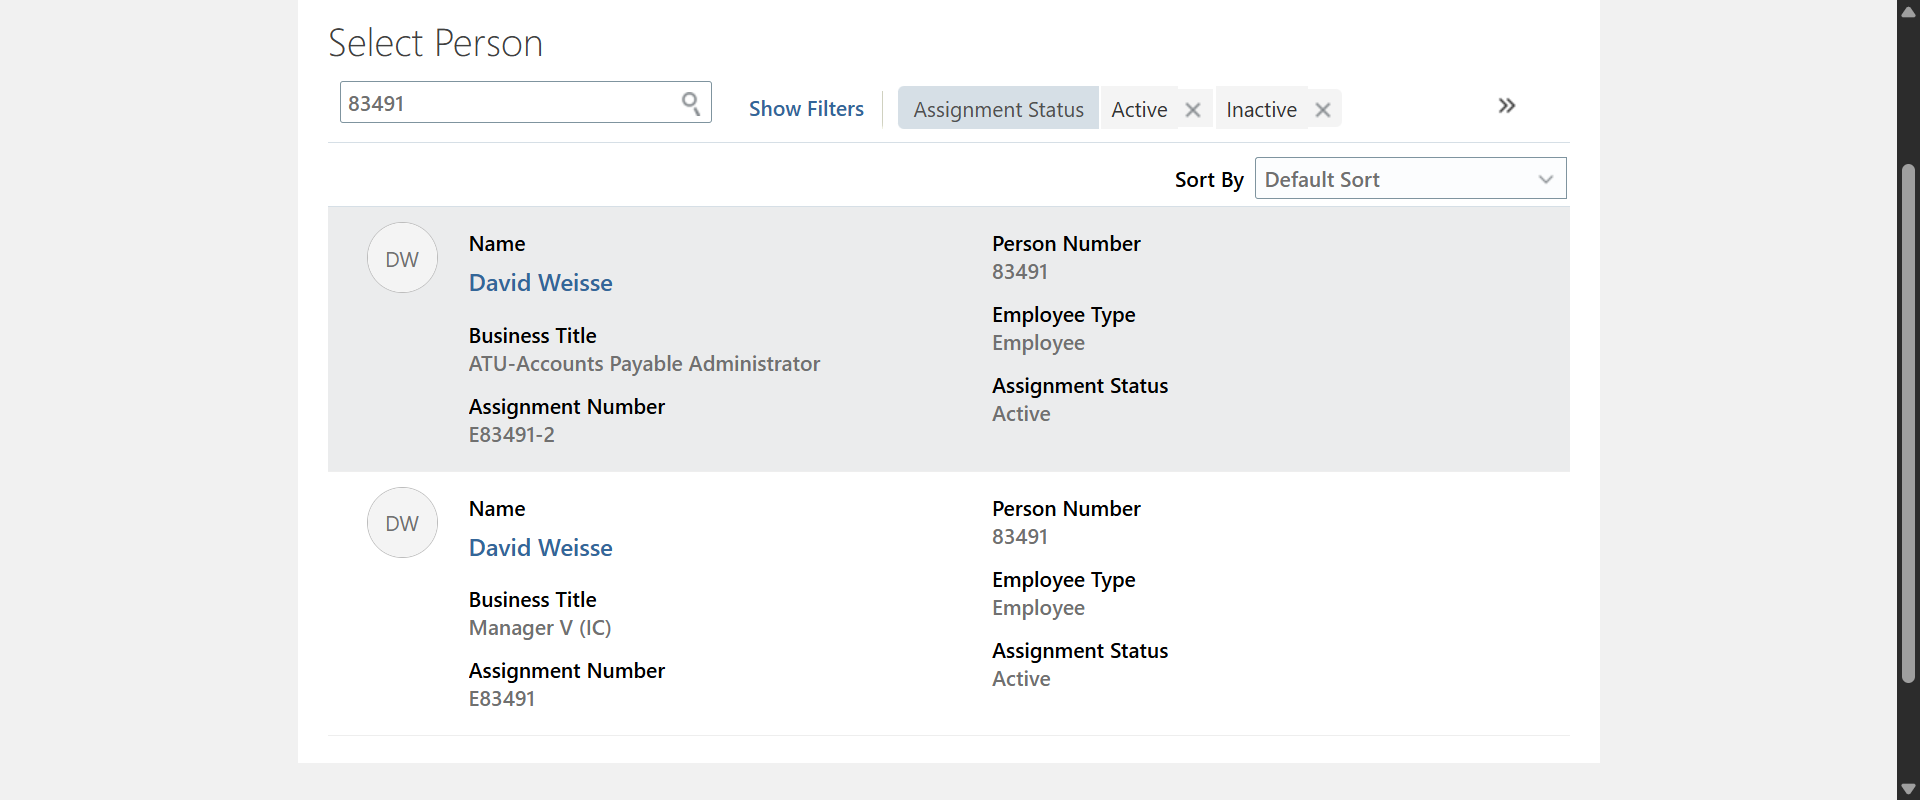 Select Person
83491
Show Filters
Assignment Status
Active
Inactive
Sort By
Default Sort
DW
Name
David Weisse
Business Title
ATU-Accounts Payable Administrator
Assignment Number
E83491-2
Person Number
83491
Employee Type
Employee
Assignment Status
Active
DW
Name
David Weisse
Business Title
Manager V (IC)
Assignment Number
E83491
Person Number
83491
Employee Type
Employee
Assignment Status
Active